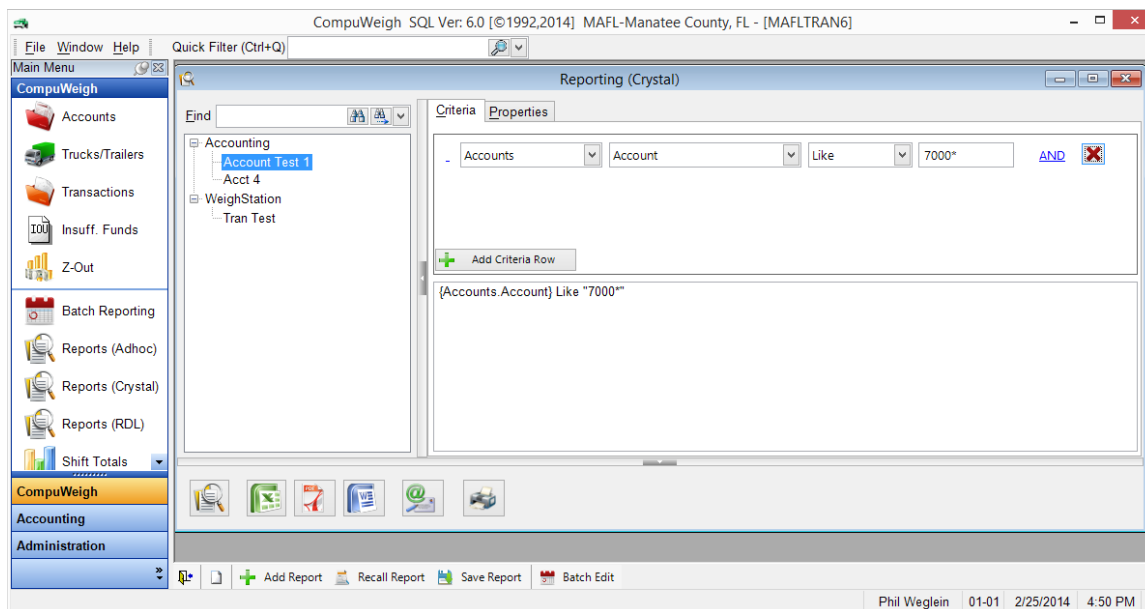 CompuWeigh SQL Ver: 6.0 [©1992,2014] MAFL-Manatee County, FL - [MAFLTRAN6]
File Window Help Quick Filter (Ctrl+Q)
Main Menu
CompuWeigh
Accounts
Trucks/Trailers
Transactions
IOU Insuff. Funds
Z-Out
Batch Reporting
Reports (Adhoc)
Reports (Crystal)
Reports (RDL)
Shift Totals
CompuWeigh
Accounting
Administration
Reporting (Crystal)
Find
Accounting
Account Test 1
Acct 4
WeighStation
Tran Test
Criteria Properties
- Accounts Account Like 7000* AND
Add Criteria Row
{Accounts.Account} Like "7000*"
Add Report Recall Report Save Report Batch Edit
Phil Weglein 01-01 2/25/2014 4:50 PM